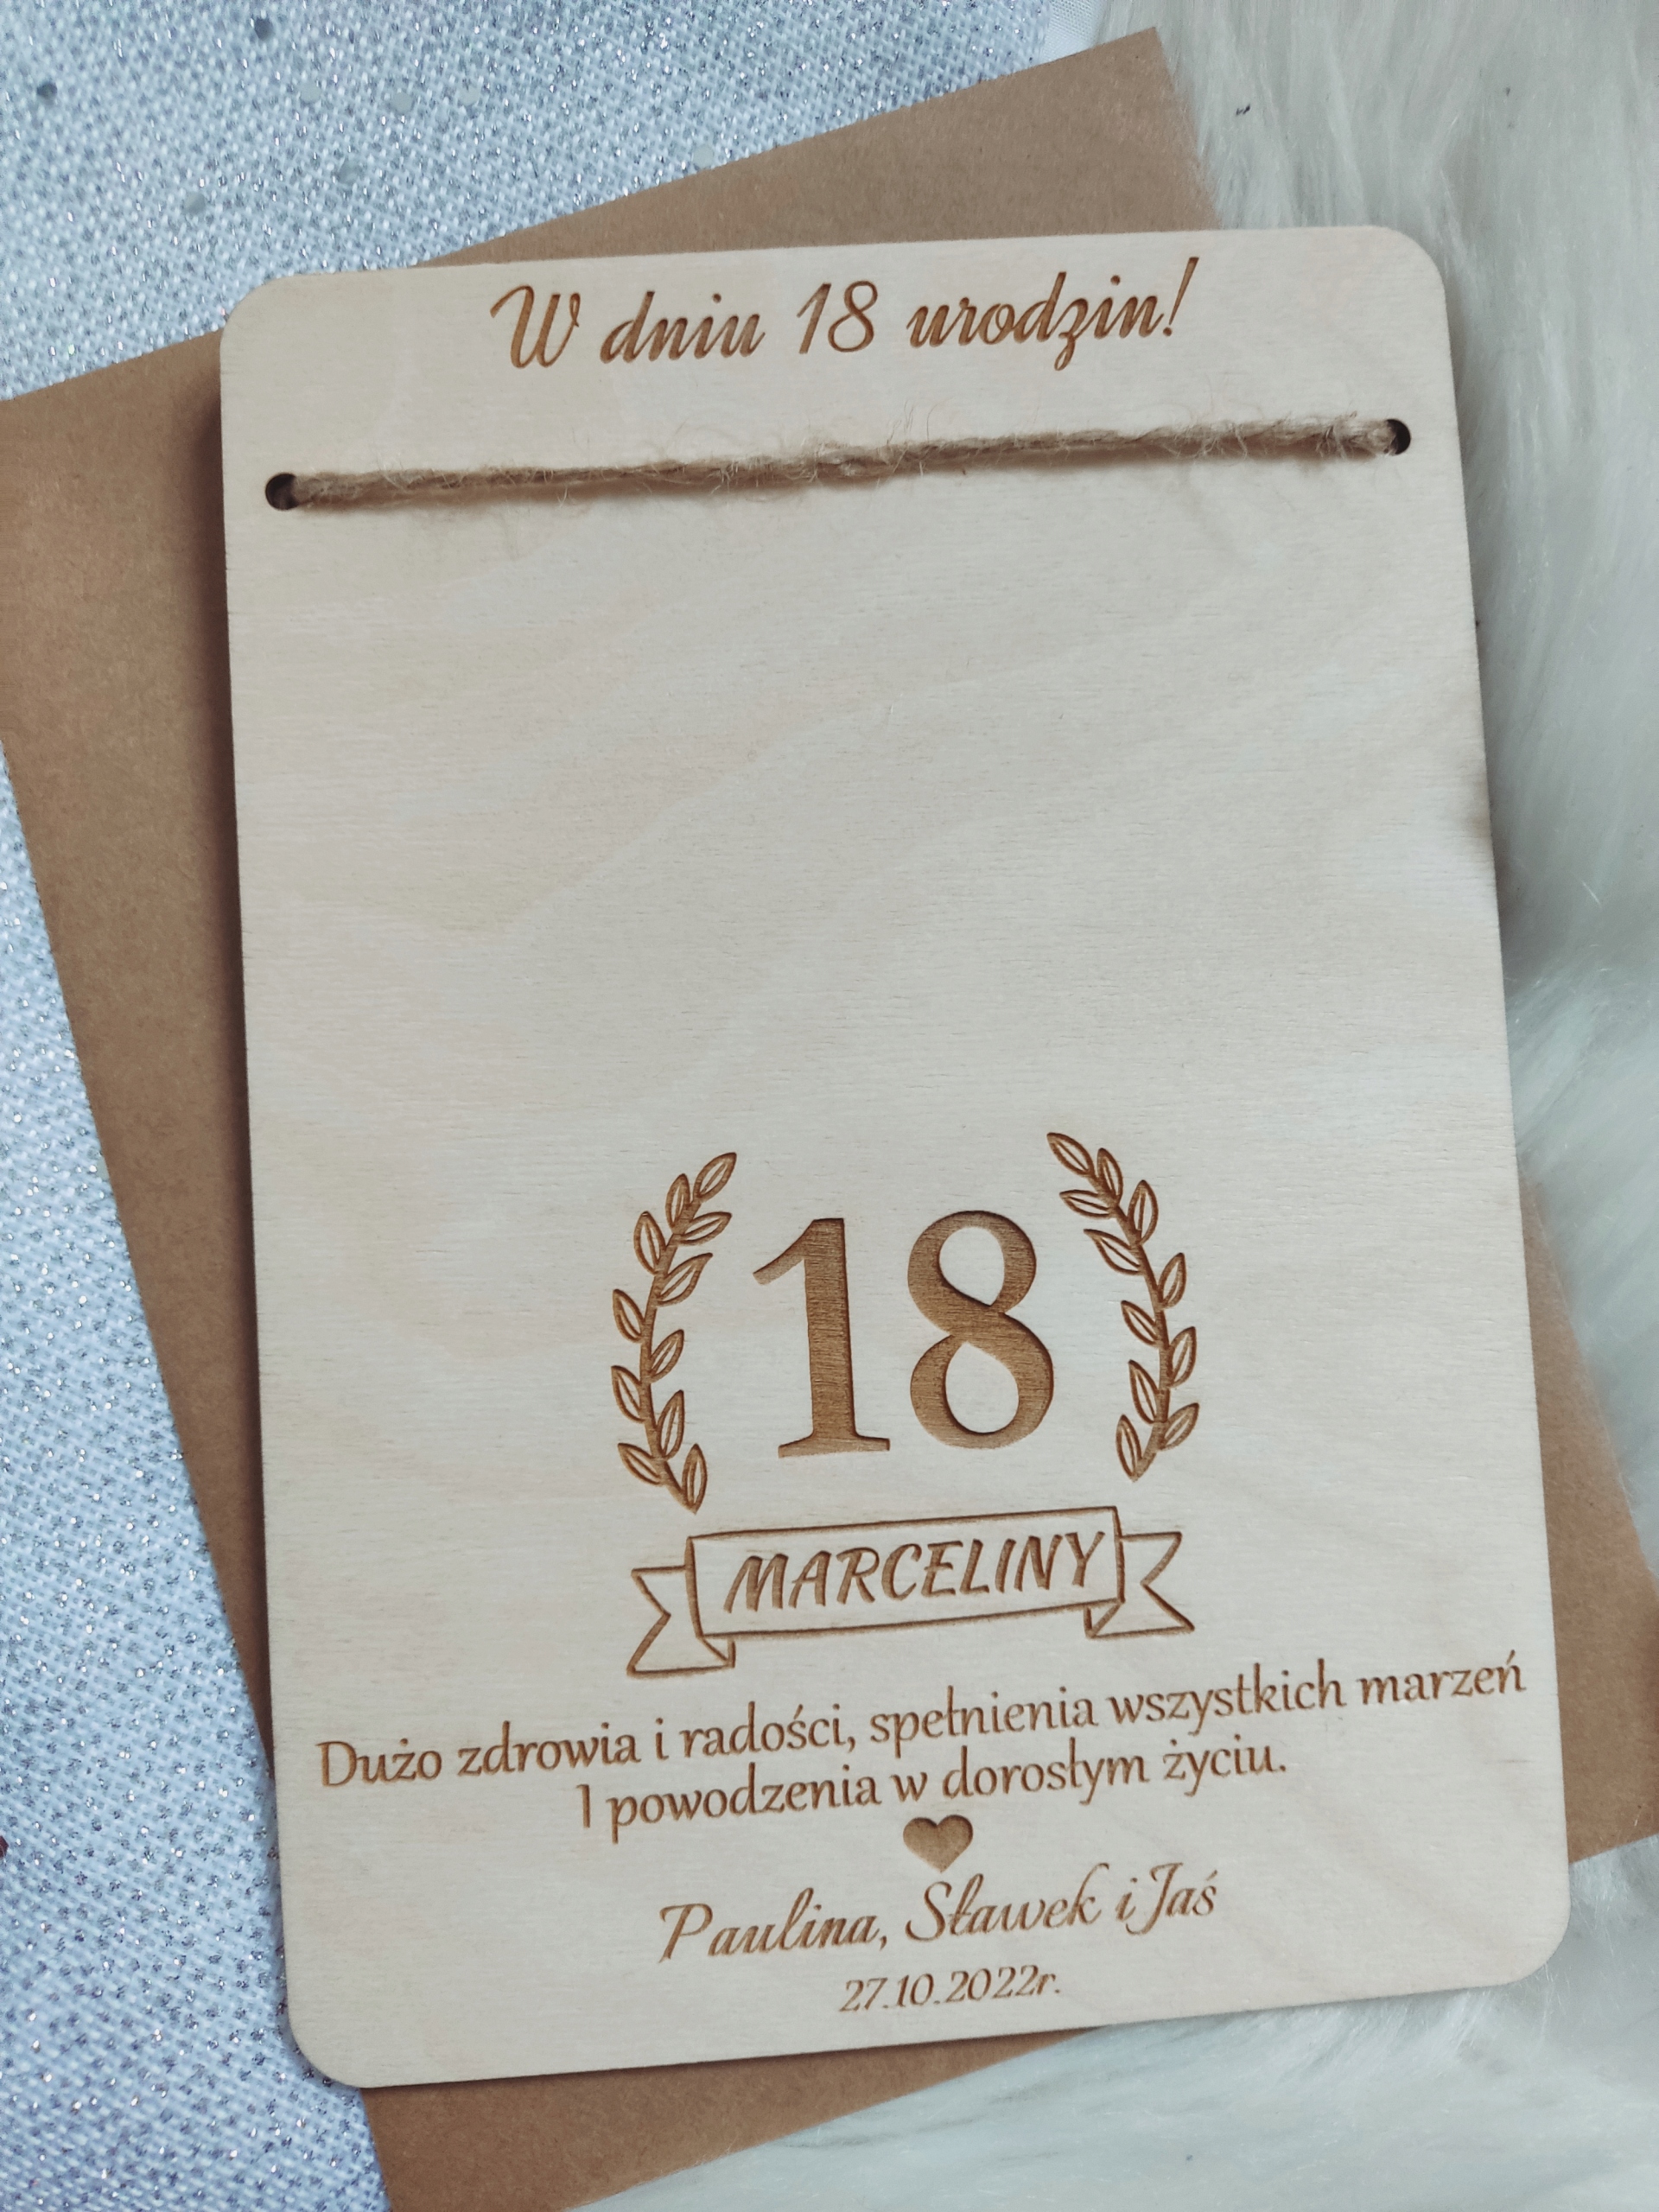 W dniu 18 urodzin!
18
MARCELINY
Dużo zdrowia i radości, spełnienia wszystkich marzeń
I powodzenia w dorosłym życiu.
Paulina, Sławek i Jaś
27.10.2022r.